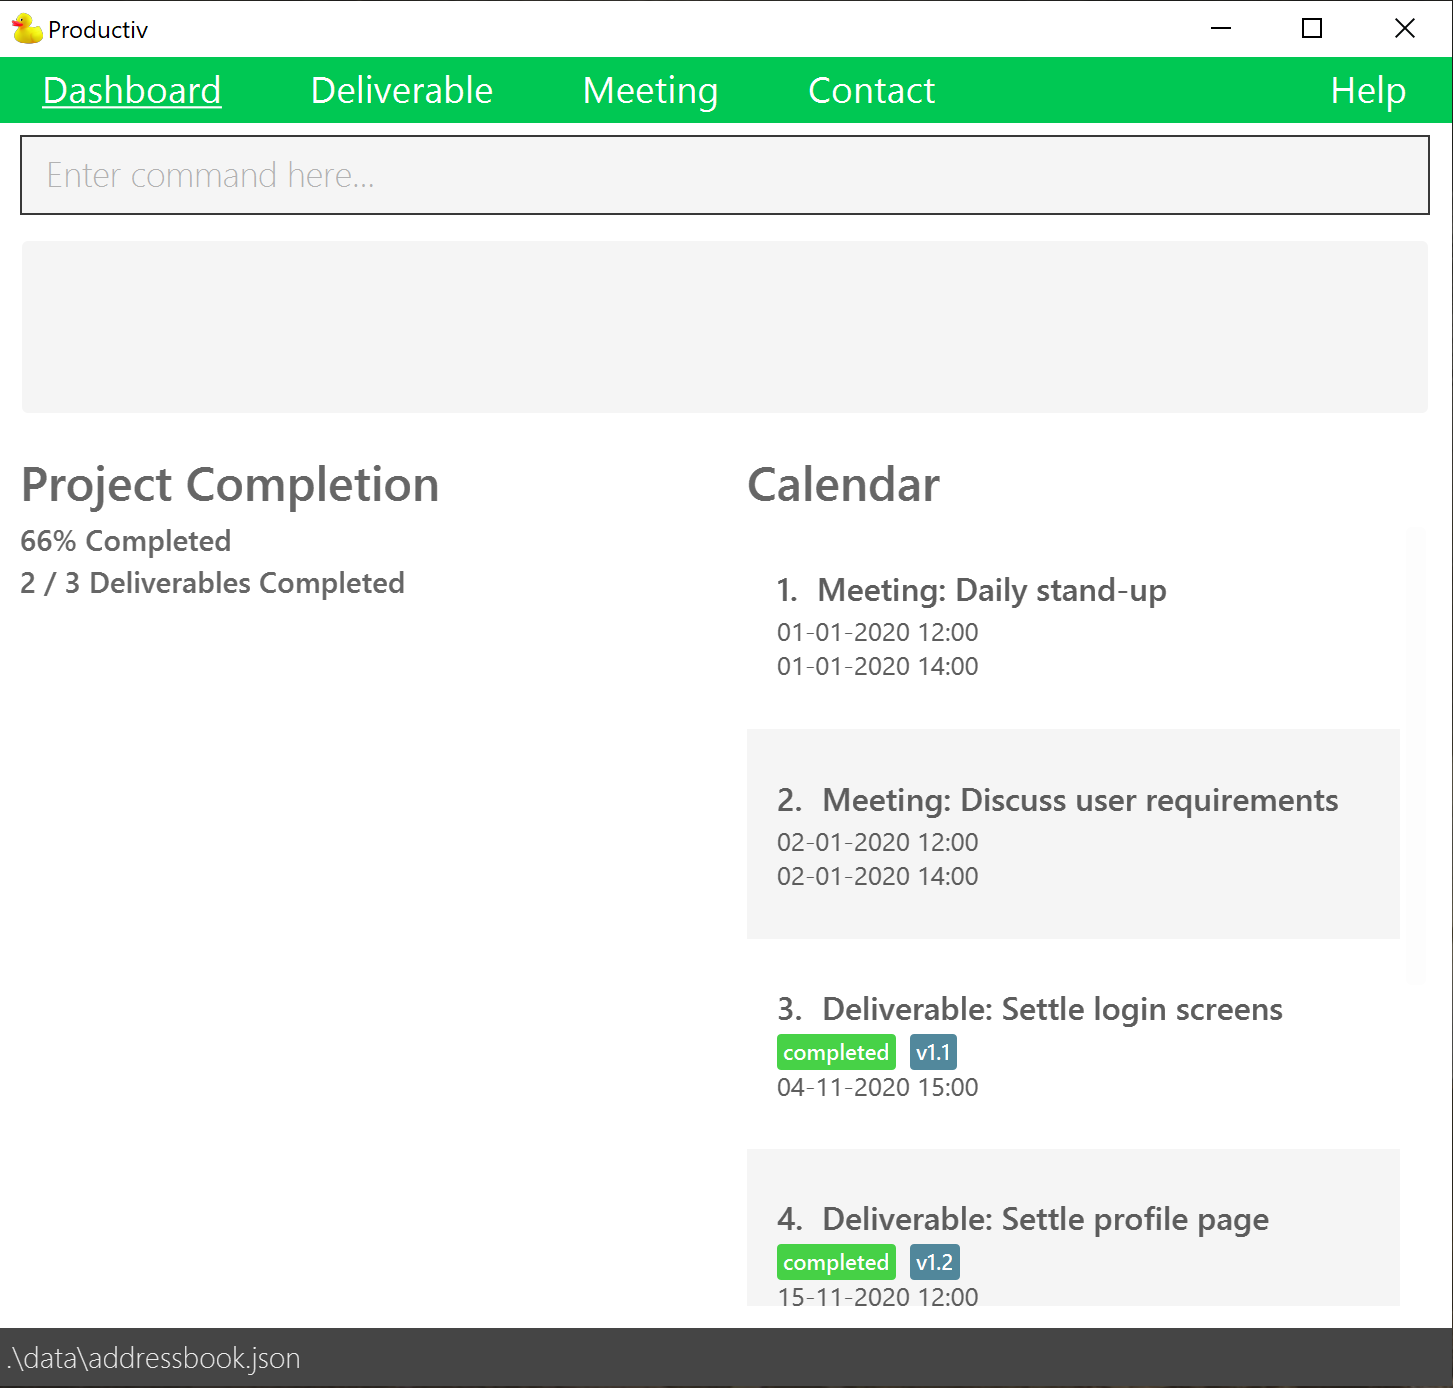 Productiv
Dashboard Deliverable Meeting Contact Help
Enter command here...
Project Completion
66% Completed
2 / 3 Deliverables Completed
Calendar
1. Meeting: Daily stand-up
01-01-2020 12:00
01-01-2020 14:00
2. Meeting: Discuss user requirements
02-01-2020 12:00
02-01-2020 14:00
3. Deliverable: Settle login screens
completed v1.1
04-11-2020 15:00
4. Deliverable: Settle profile page
completed v1.2
15-11-2020 12:00
.\data\addressbook.json